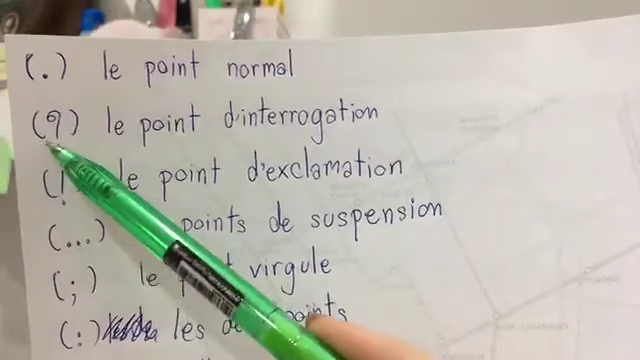 (.) le point normal
(?) le point d'interrogation
(! le point d'exclamation
(...) points de suspension
(;) le virgule
(:) les points